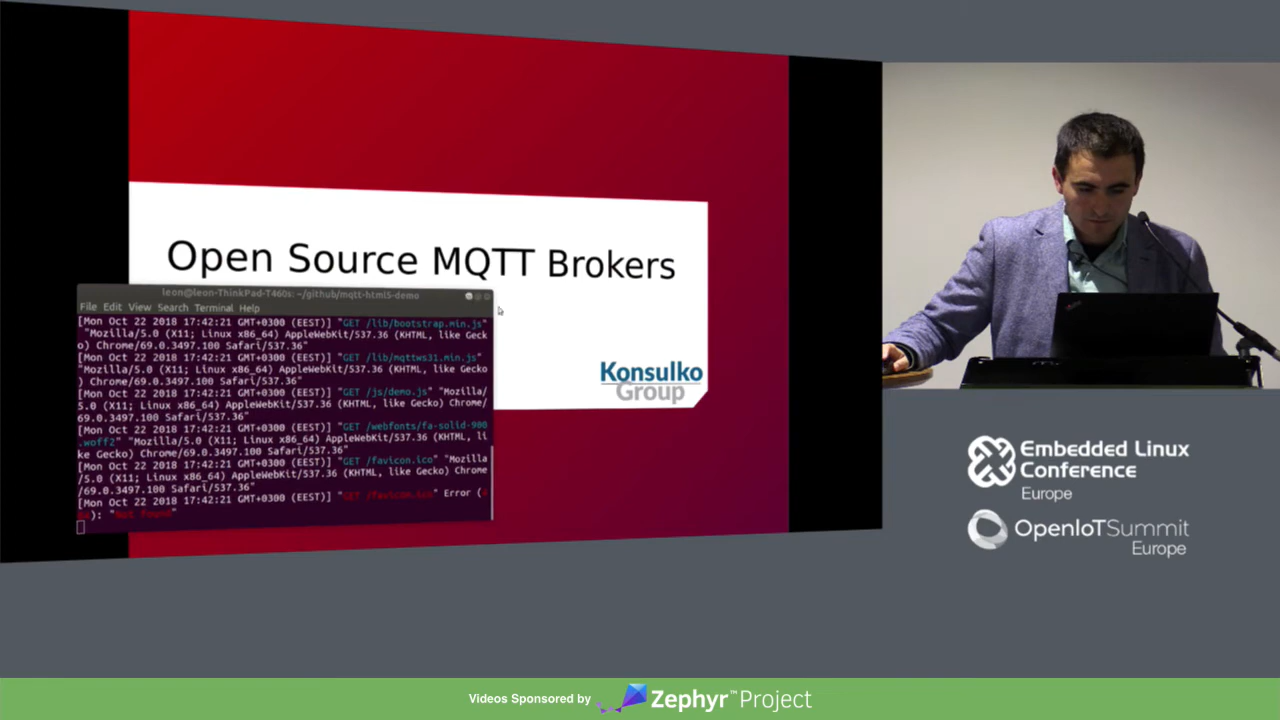 Open Source MQTT Brokers
leon@leon-ThinkPad-T460s: ~/github/mqtt-html5-demo
File Edit View Search Terminal Help
[Mon Oct 22 2018 17:42:21 GMT+0300 (EEST)] "GET /lib/bootstrap.min.js"
"Mozilla/5.0 (X11; Linux x86_64) AppleWebKit/537.36 (KHTML, like Geck
o) Chrome/69.0.3497.100 Safari/537.36"
[Mon Oct 22 2018 17:42:21 GMT+0300 (EEST)] "GET /lib/mqttws31.min.js"
"Mozilla/5.0 (X11; Linux x86_64) AppleWebKit/537.36 (KHTML, like Gecko
) Chrome/69.0.3497.100 Safari/537.36"
[Mon Oct 22 2018 17:42:21 GMT+0300 (EEST)] "GET /js/demo.js" "Mozilla/
5.0 (X11; Linux x86_64) AppleWebKit/537.36 (KHTML, like Gecko) Chrome/
69.0.3497.100 Safari/537.36"
[Mon Oct 22 2018 17:42:21 GMT+0300 (EEST)] "GET /webfonts/fa-solid-900
.woff2" "Mozilla/5.0 (X11; Linux x86_64) AppleWebKit/537.36 (KHTML, li
ke Gecko) Chrome/69.0.3497.100 Safari/537.36"
[Mon Oct 22 2018 17:42:21 GMT+0300 (EEST)] "GET /favicon.ico" "Mozilla
/5.0 (X11; Linux x86_64) AppleWebKit/537.36 (KHTML, like Gecko) Chrome
/69.0.3497.100 Safari/537.36"
[Mon Oct 22 2018 17:42:21 GMT+0300 (EEST)] "GET /favicon.ico" Error (
): "Not found"
Konsulko
Group
Embedded Linux
Conference
Europe
OpenIoTSummit
Europe
Videos Sponsored by Zephyr™Project